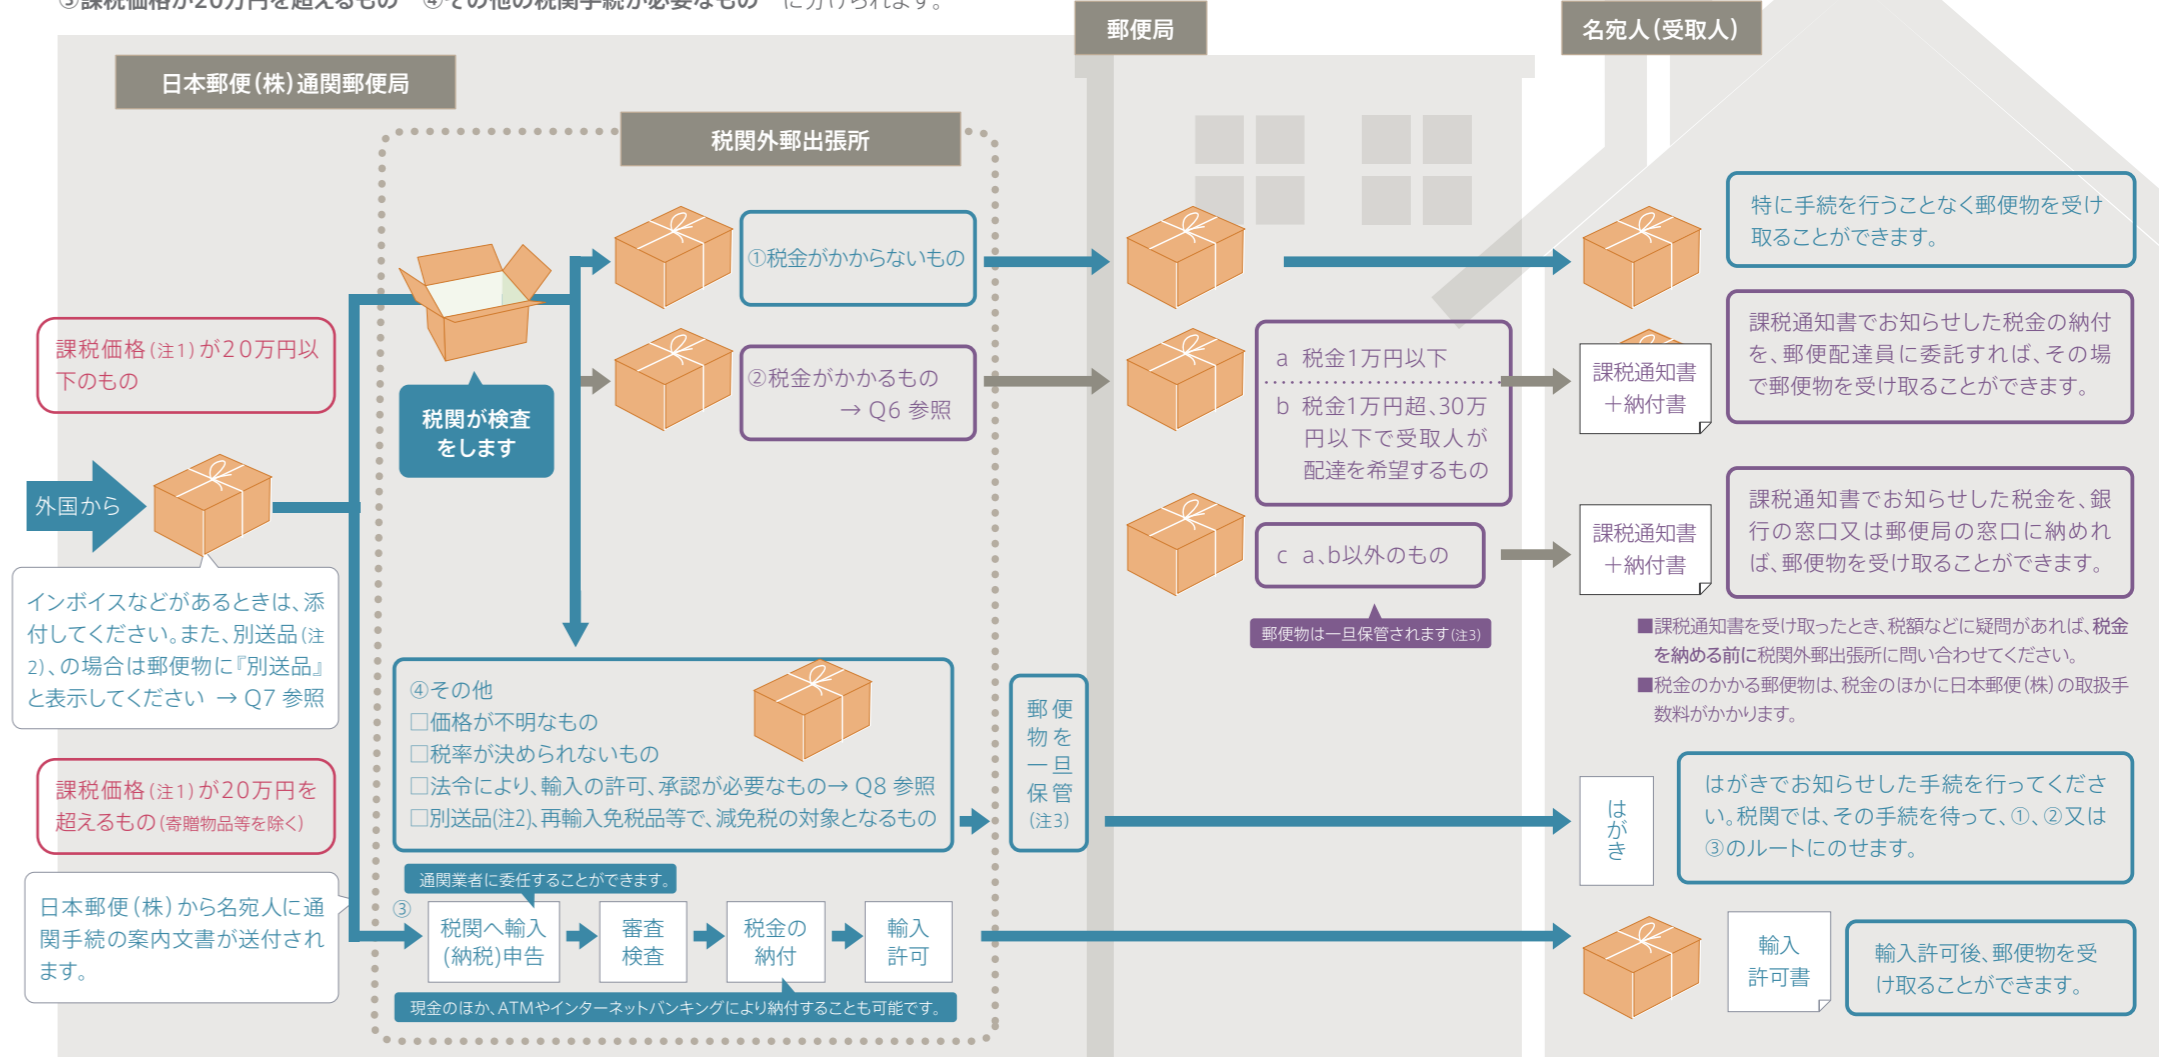 ③課税価格が20万円を超えるもの ④その他の税関手続が必要なもの に分けられます。
日本郵便(株)通関郵便局
郵便局
名宛人(受取人)
税関外郵出張所
課税価格(注1)が20万円以
下のもの
外国から
インボイスなどがあるときは、添
付してください。また、別送品(注
2)、の場合は郵便物に『別送品』
と表示してください → Q7 参照
課税価格(注1)が20万円を
超えるもの(寄贈物品等を除く)
日本郵便(株)から名宛人に通
関手続の案内文書が送付され
ます。
税関が検査
をします
①税金がかからないもの
特に手続を行うことなく郵便物を受け
取ることができます。
②税金がかかるもの
→ Q6 参照
a 税金1万円以下
b 税金1万円超、30万
円以下で受取人が
配達を希望するもの
課税通知書
＋納付書
課税通知書でお知らせした税金の納付
を、郵便配達員に委託すれば、その場
で郵便物を受け取ることができます。
c a、b以外のもの
郵便物は一旦保管されます(注3)
課税通知書
＋納付書
課税通知書でお知らせした税金を、銀
行の窓口又は郵便局の窓口に納めれ
ば、郵便物を受け取ることができます。
■課税通知書を受け取ったとき、税額などに疑問があれば、税金
を納める前に税関外郵出張所に問い合わせてください。
■税金のかかる郵便物は、税金のほかに日本郵便(株)の取扱手
数料がかかります。
④その他
□価格が不明なもの
□税率が決められないもの
□法令により、輸入の許可、承認が必要なもの→ Q8 参照
□別送品(注2)、再輸入免税品等で、減免税の対象となるもの
郵便
物を
一旦
保管
(注3)
はがき
はがきでお知らせした手続を行ってくださ
い。税関では、その手続を待って、①、②又は
③のルートにのせます。
通関業者に委任することができます。
③
税関へ輸入
(納税)申告
審査
検査
税金の
納付
輸入
許可
現金のほか、ATMやインターネットバンキングにより納付することも可能です。
輸入
許可書
輸入許可後、郵便物を受
け取ることができます。